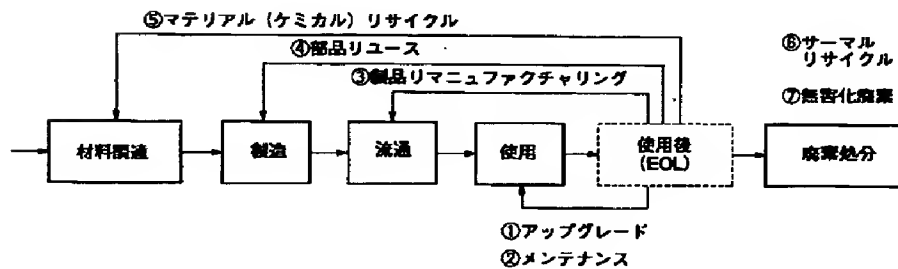 ⑤マテリアル（ケミカル）リサイクル
④部品リユース
③製品リマニュファクチャリング
⑥サーマル
リサイクル
⑦無害化廃棄
材料調達
製造
流通
使用
使用後
(EOL)
廃棄処分
①アップグレード
②メンテナンス